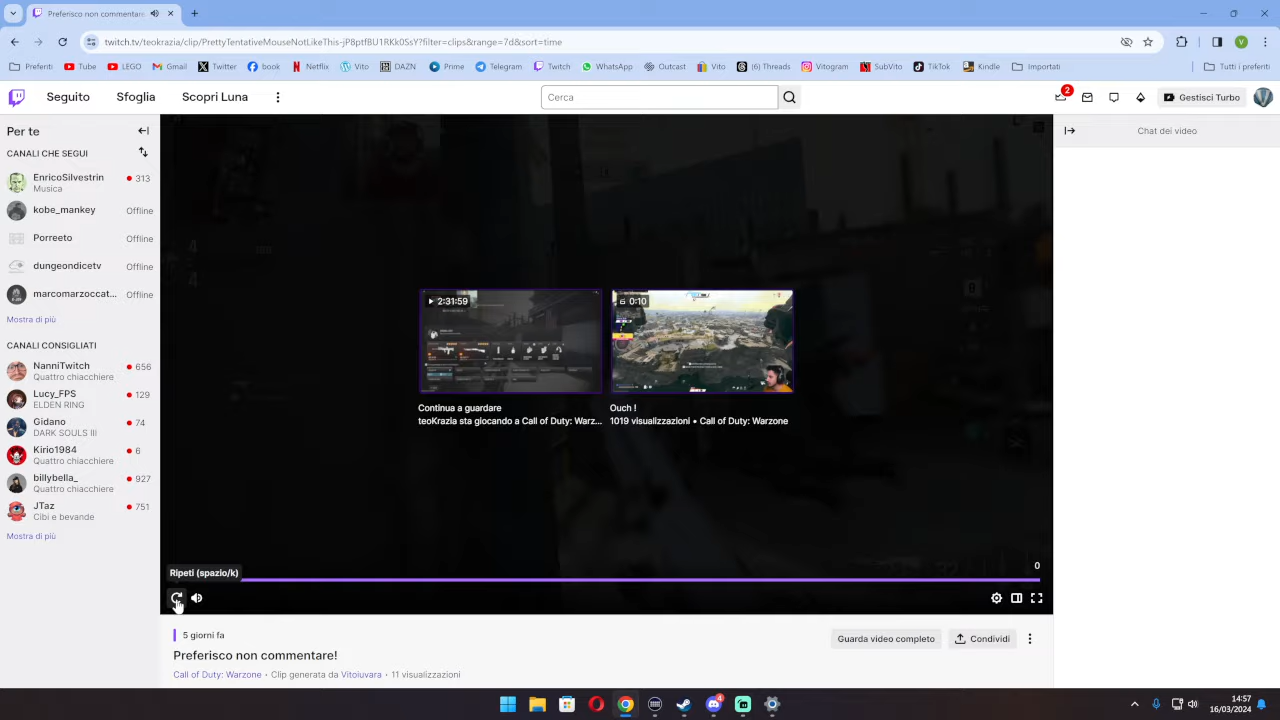 Preferisco non commentare
twitch.tv/teokrazia/clip/PrettyTentativeMouseNotLikeThis-jP8ptfBU1RKk0SsY?filter=clips&range=7d&sort=time
Preferiti Tube LEGO Gmail Twitter book Netflix Vito DAZN Prime Telegram Twitch WhatsApp Outcast Vito (6) Threads Vitogram SubVito TikTok Kindle Importati Tutti i preferiti
Seguito Sfoglia Scopri Luna Cerca 2 Gestisci Turbo
Per te
CANALI CHE SEGUI
EnricoSilvestrin 313
Musica
kobe_mankey Offline
Porreeto Offline
dungeondicetv Offline
marcomarzoccat... Offline
Mostra di più
CANALI CONSIGLIATI
NanniTwitch 656
Quattro chiacchiere
Lucy_FPS 129
ELDEN RING
Gidano 74
DARK SOULS III
Kirio1984 6
Quattro chiacchiere
billybella_ 927
Quattro chiacchiere
JTaz 751
Cibi e bevande
Mostra di più
2:31:59
0:10
Continua a guardare
teoKrazia sta giocando a Call of Duty: Warz...
Ouch !
1019 visualizzazioni • Call of Duty: Warzone
0
Ripeti (spazio/k)
5 giorni fa
Preferisco non commentare!
Call of Duty: Warzone • Clip generata da Vitoiuvara • 11 visualizzazioni
Guarda video completo
Condividi
Chat dei video
4
14:57
16/03/2024